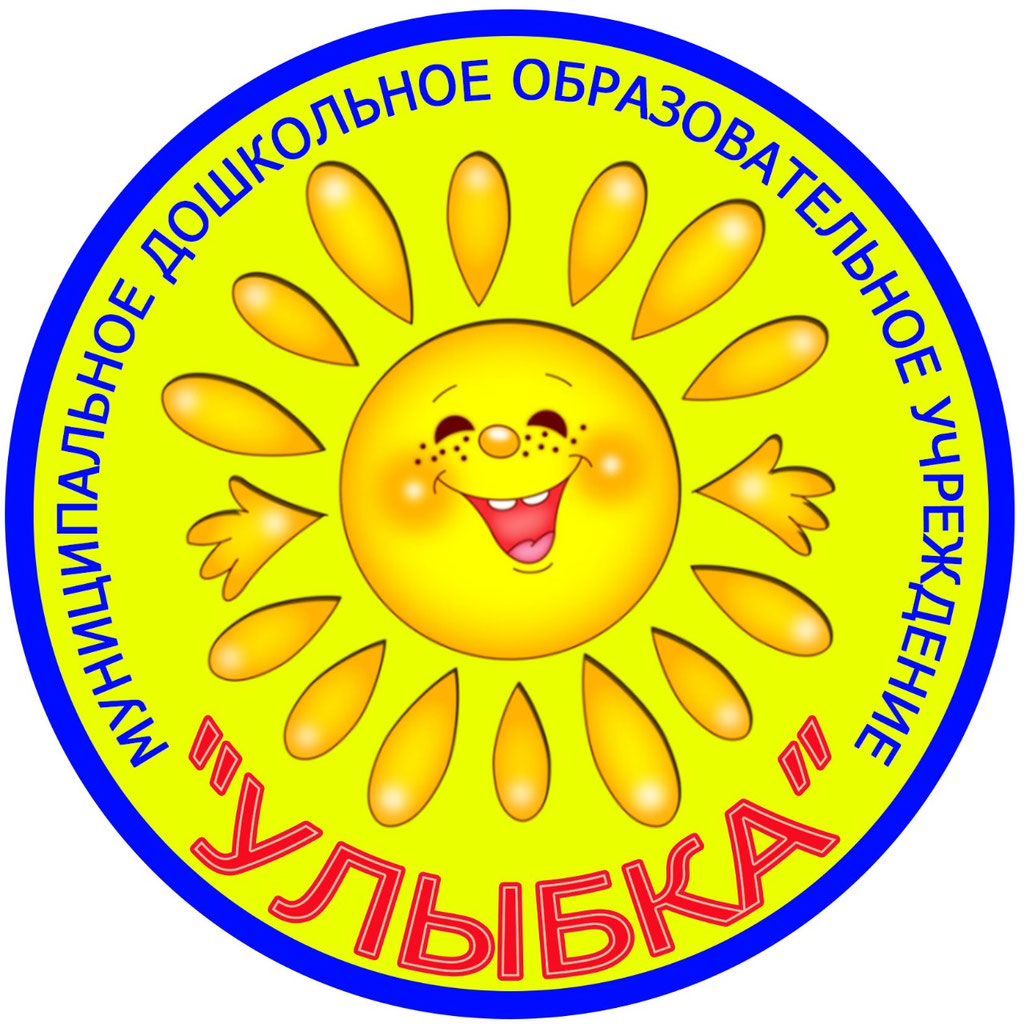 МУНИЦИПАЛЬНОЕ ДОШКОЛЬНОЕ ОБРАЗОВАТЕЛЬНОЕ УЧРЕЖДЕНИЕ
"УЛЫБКА"